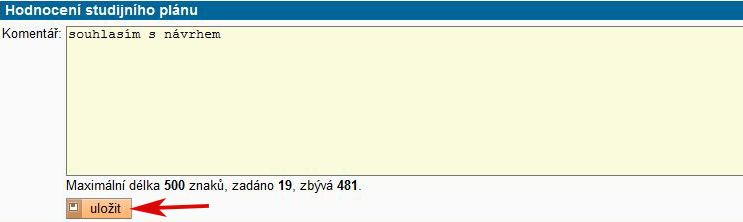 Hodnocení studijního plánu
Komentář: souhlasím s návrhem
Maximální délka 500 znaků, zadáno 19, zbývá 481.
uložit